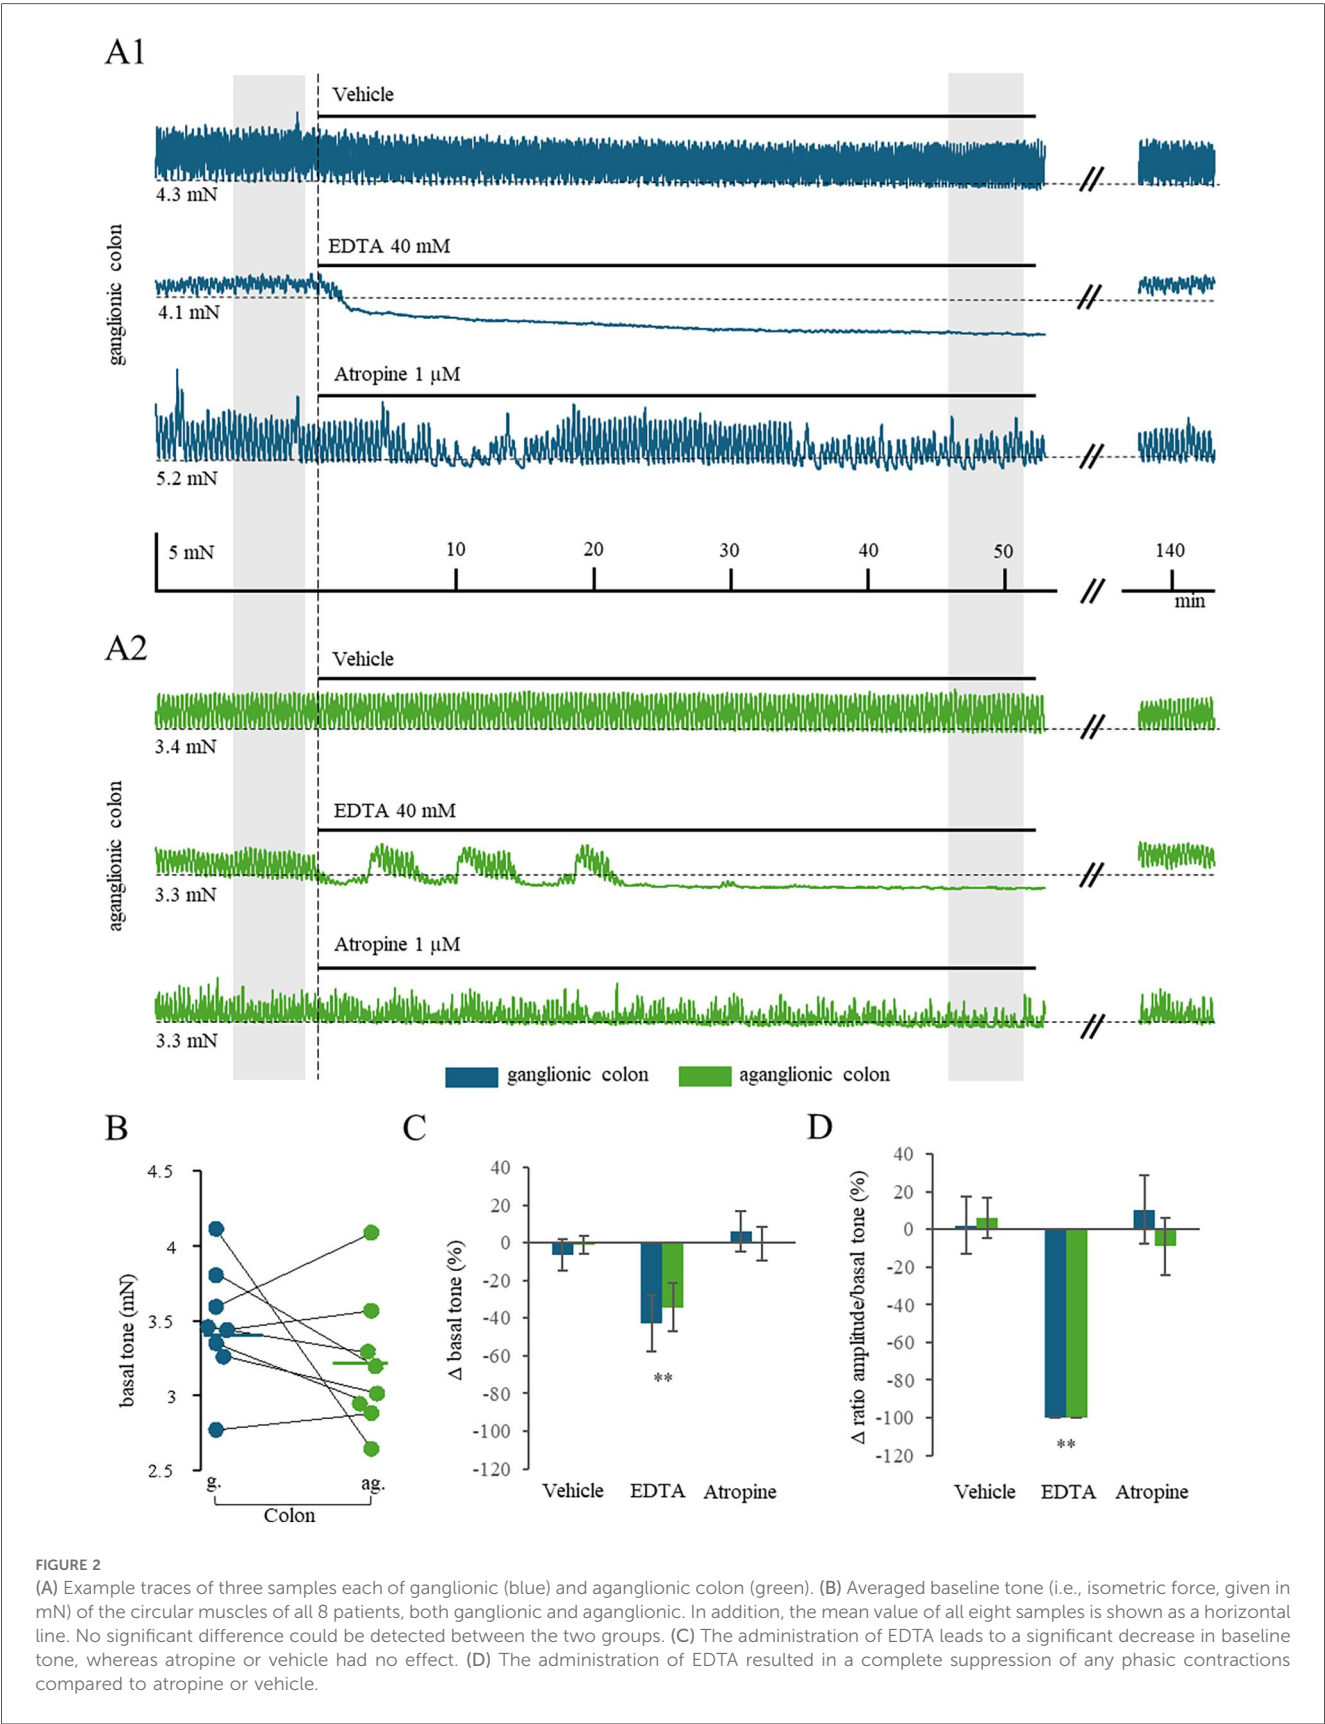 A1
Vehicle
4.3 mN
EDTA 40 mM
4.1 mN
ganglionic colon
Atropine 1 µM
5.2 mN
5 mN 10 20 30 40 50 140
min
A2
Vehicle
3.4 mN
EDTA 40 mM
3.3 mN
aganglionic colon
Atropine 1 µM
3.3 mN
ganglionic colon aganglionic colon
B
4.5
4
3.5
3
2.5
basal tone (mN)
g. ag.
Colon
C
40
20
0
-20
-40
-60
-80
-100
-120
Δ basal tone (%)
**
Vehicle EDTA Atropine
D
40
20
0
-20
-40
-60
-80
-100
-120
Δ ratio amplitude/basal tone (%)
**
Vehicle EDTA Atropine
FIGURE 2
(A) Example traces of three samples each of ganglionic (blue) and aganglionic colon (green). (B) Averaged baseline tone (i.e., isometric force, given in
mN) of the circular muscles of all 8 patients, both ganglionic and aganglionic. In addition, the mean value of all eight samples is shown as a horizontal
line. No significant difference could be detected between the two groups. (C) The administration of EDTA leads to a significant decrease in baseline
tone, whereas atropine or vehicle had no effect. (D) The administration of EDTA resulted in a complete suppression of any phasic contractions
compared to atropine or vehicle.